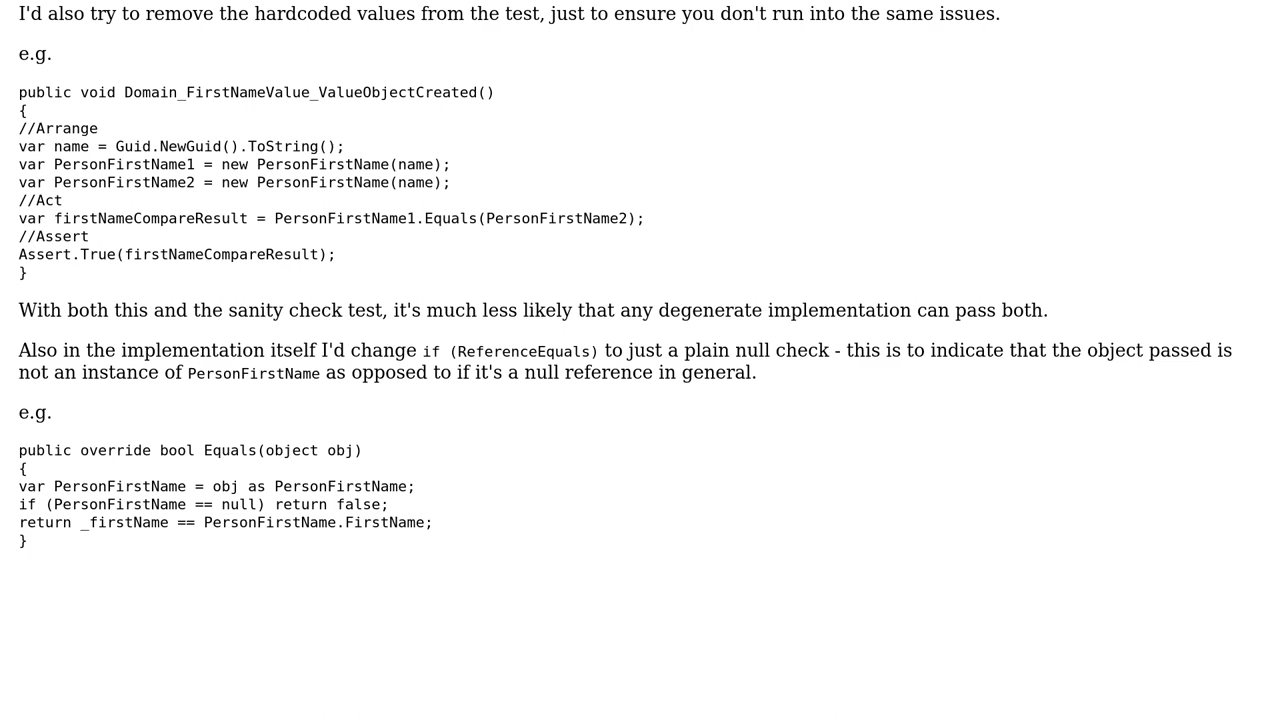 I'd also try to remove the hardcoded values from the test, just to ensure you don't run into the same issues.
e.g.
public void Domain_FirstNameValue_ValueObjectCreated()
{
//Arrange
var name = Guid.NewGuid().ToString();
var PersonFirstName1 = new PersonFirstName(name);
var PersonFirstName2 = new PersonFirstName(name);
//Act
var firstNameCompareResult = PersonFirstName1.Equals(PersonFirstName2);
//Assert
Assert.True(firstNameCompareResult);
}
With both this and the sanity check test, it's much less likely that any degenerate implementation can pass both.
Also in the implementation itself I'd change if (ReferenceEquals) to just a plain null check - this is to indicate that the object passed is
not an instance of PersonFirstName as opposed to if it's a null reference in general.
e.g.
public override bool Equals(object obj)
{
var PersonFirstName = obj as PersonFirstName;
if (PersonFirstName == null) return false;
return _firstName == PersonFirstName.FirstName;
}